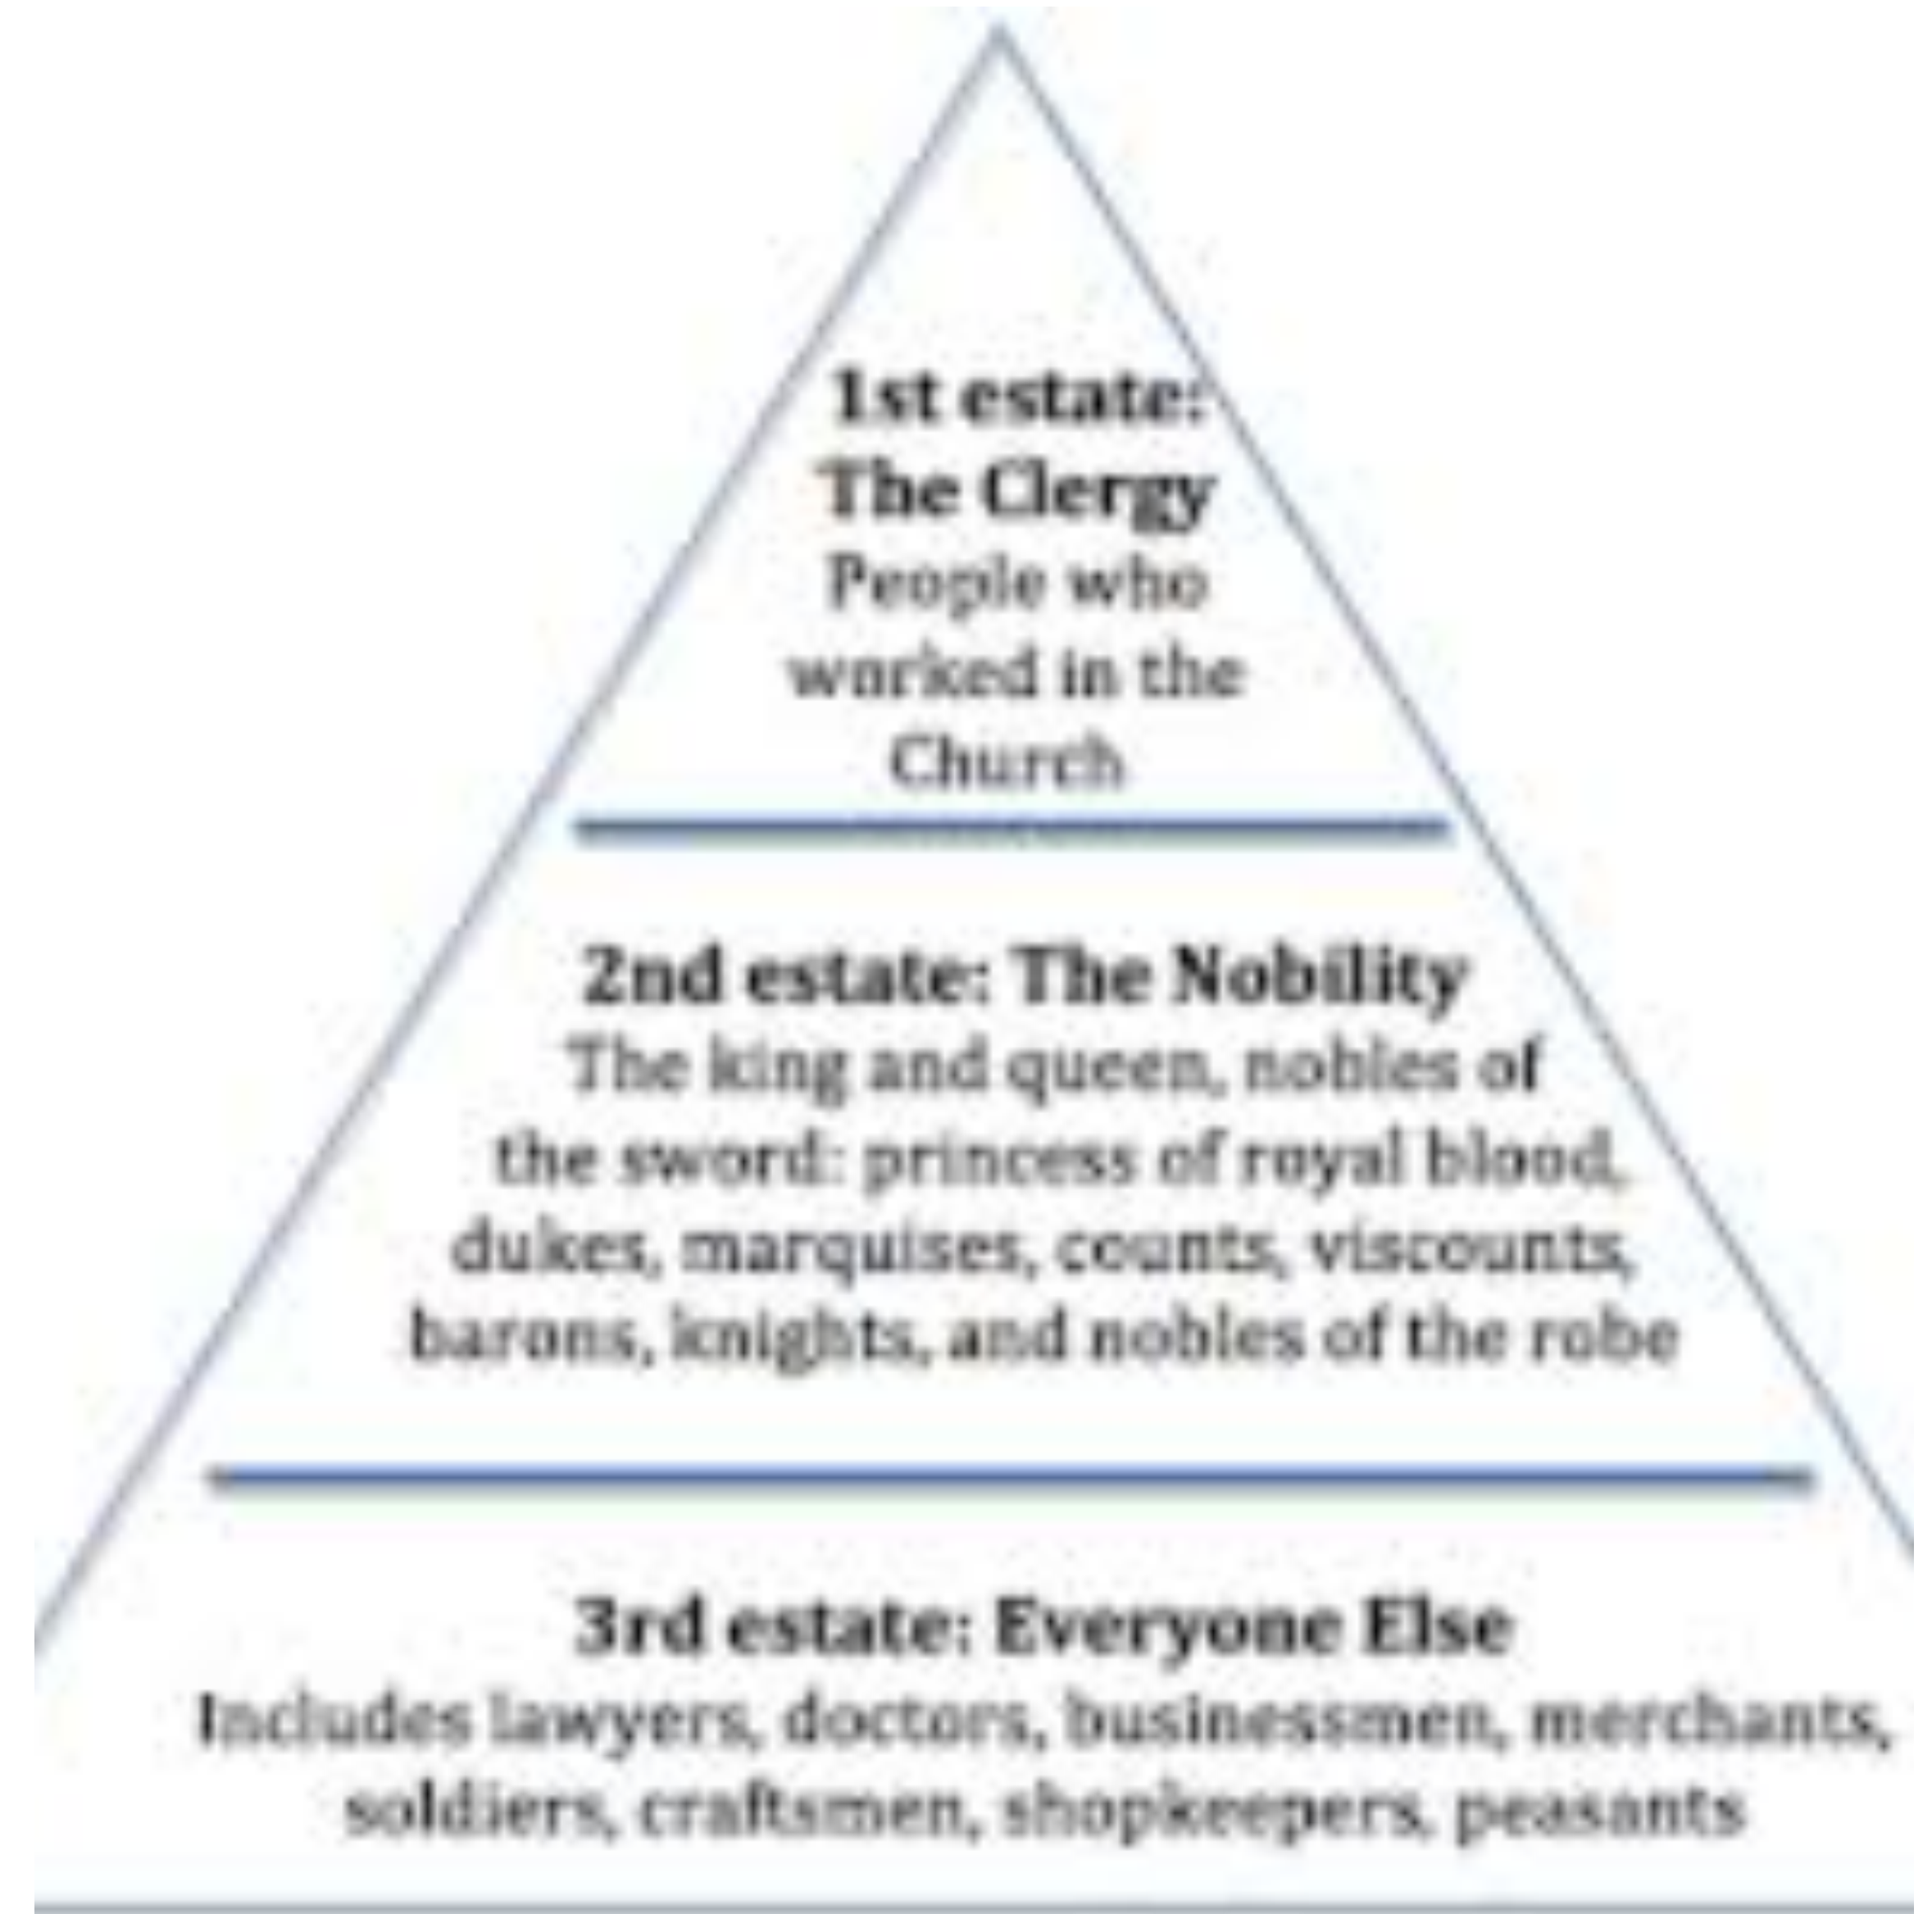 1st estate:
The Clergy
People who
worked in the
Church
2nd estate: The Nobility
The king and queen, nobles of
the sword: princess of royal blood,
dukes, marquises, counts, viscounts,
barons, knights, and nobles of the robe
3rd estate: Everyone Else
Includes lawyers, doctors, businessmen, merchants,
soldiers, craftsmen, shopkeepers, peasants